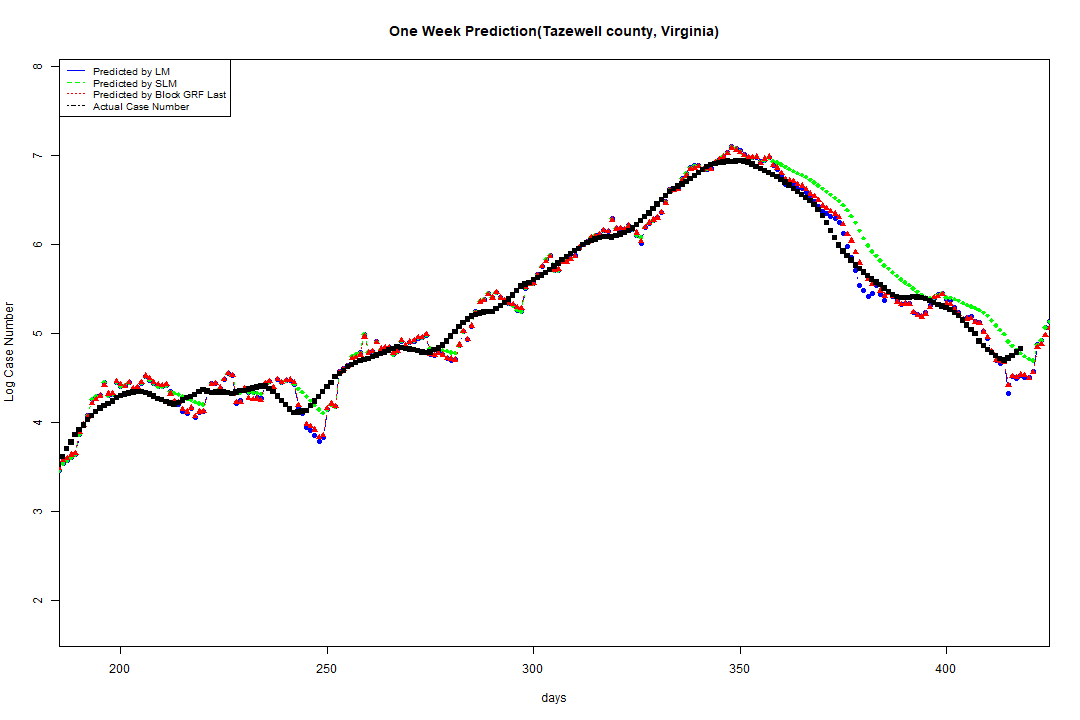 One Week Prediction(Tazewell county, Virginia)
Predicted by LM
Predicted by SLM
Predicted by Block GRF Last
Actual Case Number
Log Case Number
8
7
6
5
4
3
2
200 250 300 350 400
days